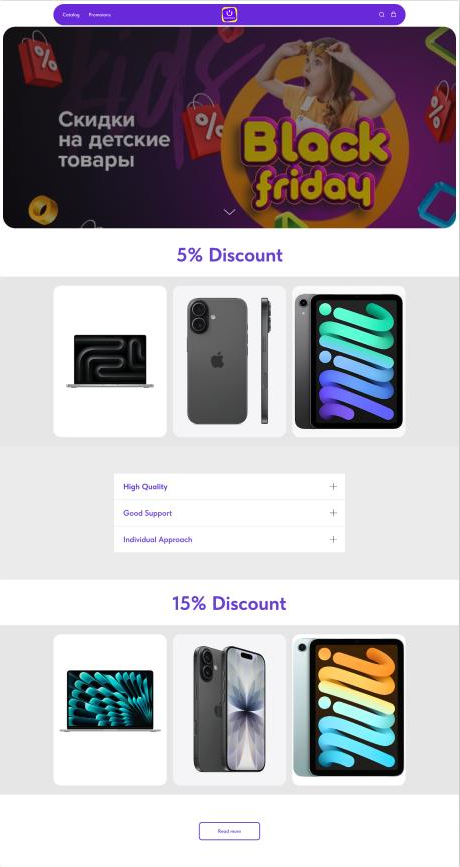 Catalog
Promotions
kids
Скидки
на детские
товары
%
%
%
Black
friday
5% Discount
High Quality
Good Support
Individual Approach
15% Discount
Read more